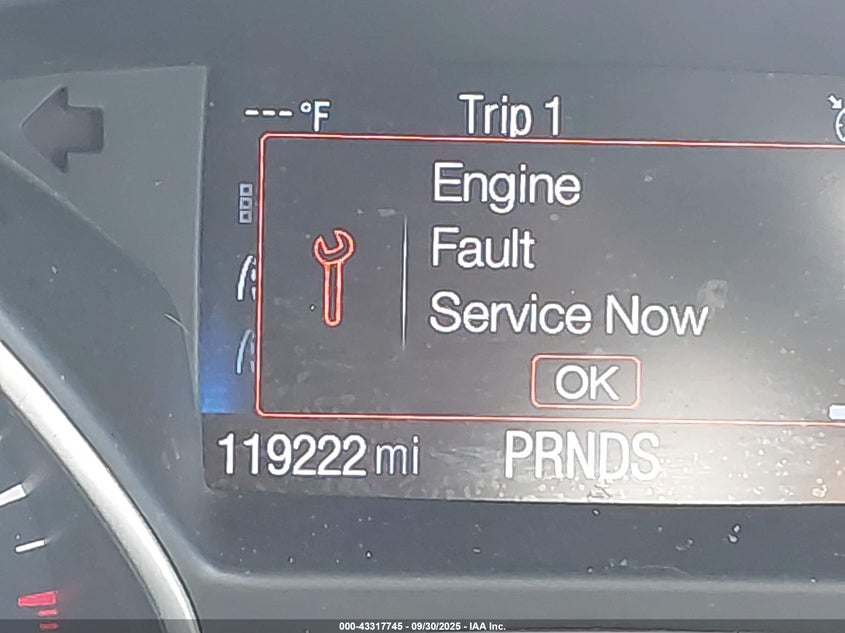 ---°F Trip 1
Engine
Fault
Service Now
OK
119222 mi PRNDS
000-43317745 - 09/30/2025 - IAA Inc.